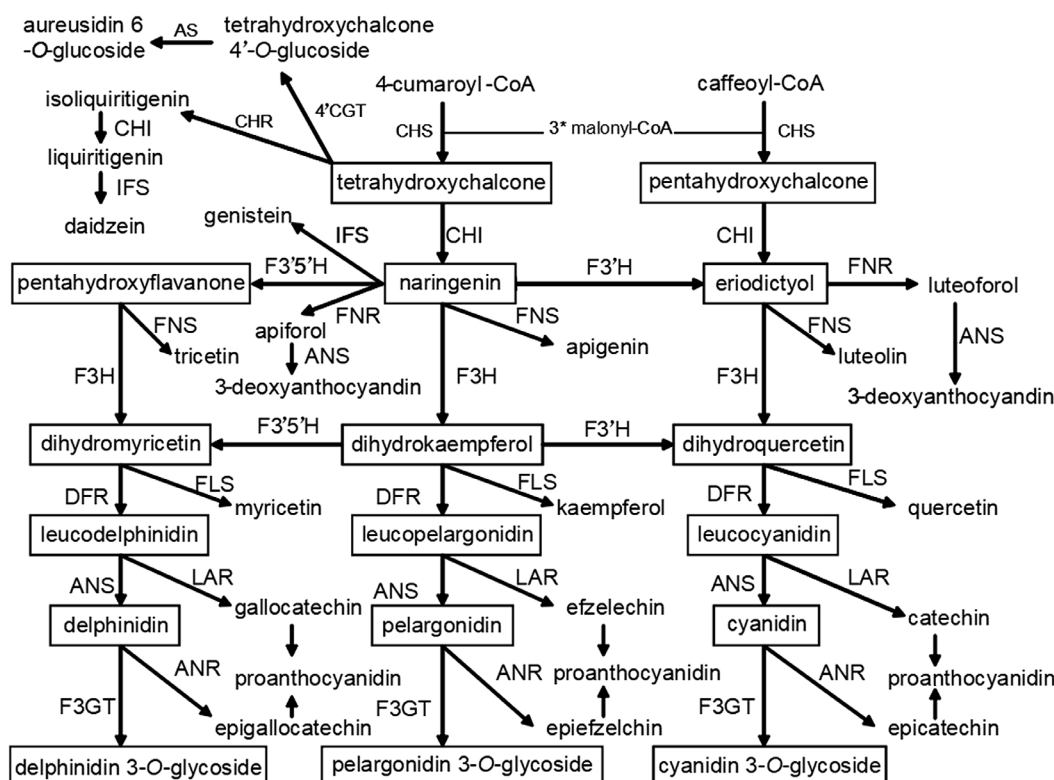 aureusidin 6
-O-glucoside
AS
tetrahydroxychalcone
4'-O-glucoside
4-cumaroyl -CoA
caffeoyl-CoA
isoliquiritigenin
CHI
CHR
4'CGT
CHS
3* malonyl-CoA
CHS
liquiritigenin
IFS
daidzein
tetrahydroxychalcone
pentahydroxychalcone
genistein
IFS
CHI
CHI
pentahydroxyflavanone
F3'5'H
naringenin
F3'H
eriodictyol
FNR
luteoforol
FNS
tricetin
apiforol
FNR
ANS
3-deoxyanthocyandin
FNS
apigenin
FNS
luteolin
ANS
3-deoxyanthocyandin
F3H
F3H
F3H
dihydromyricetin
F3'5'H
dihydrokaempferol
F3'H
dihydroquercetin
DFR
FLS
myricetin
DFR
FLS
kaempferol
DFR
FLS
quercetin
leucodelphinidin
leucopelargonidin
leucocyanidin
ANS
LAR
gallocatechin
ANS
LAR
efzelechin
ANS
LAR
catechin
delphinidin
pelargonidin
cyanidin
ANR
proanthocyanidin
ANR
proanthocyanidin
ANR
proanthocyanidin
F3GT
epigallocatechin
F3GT
epiefzelchin
F3GT
epicatechin
delphinidin 3-O-glycoside
pelargonidin 3-O-glycoside
cyanidin 3-O-glycoside